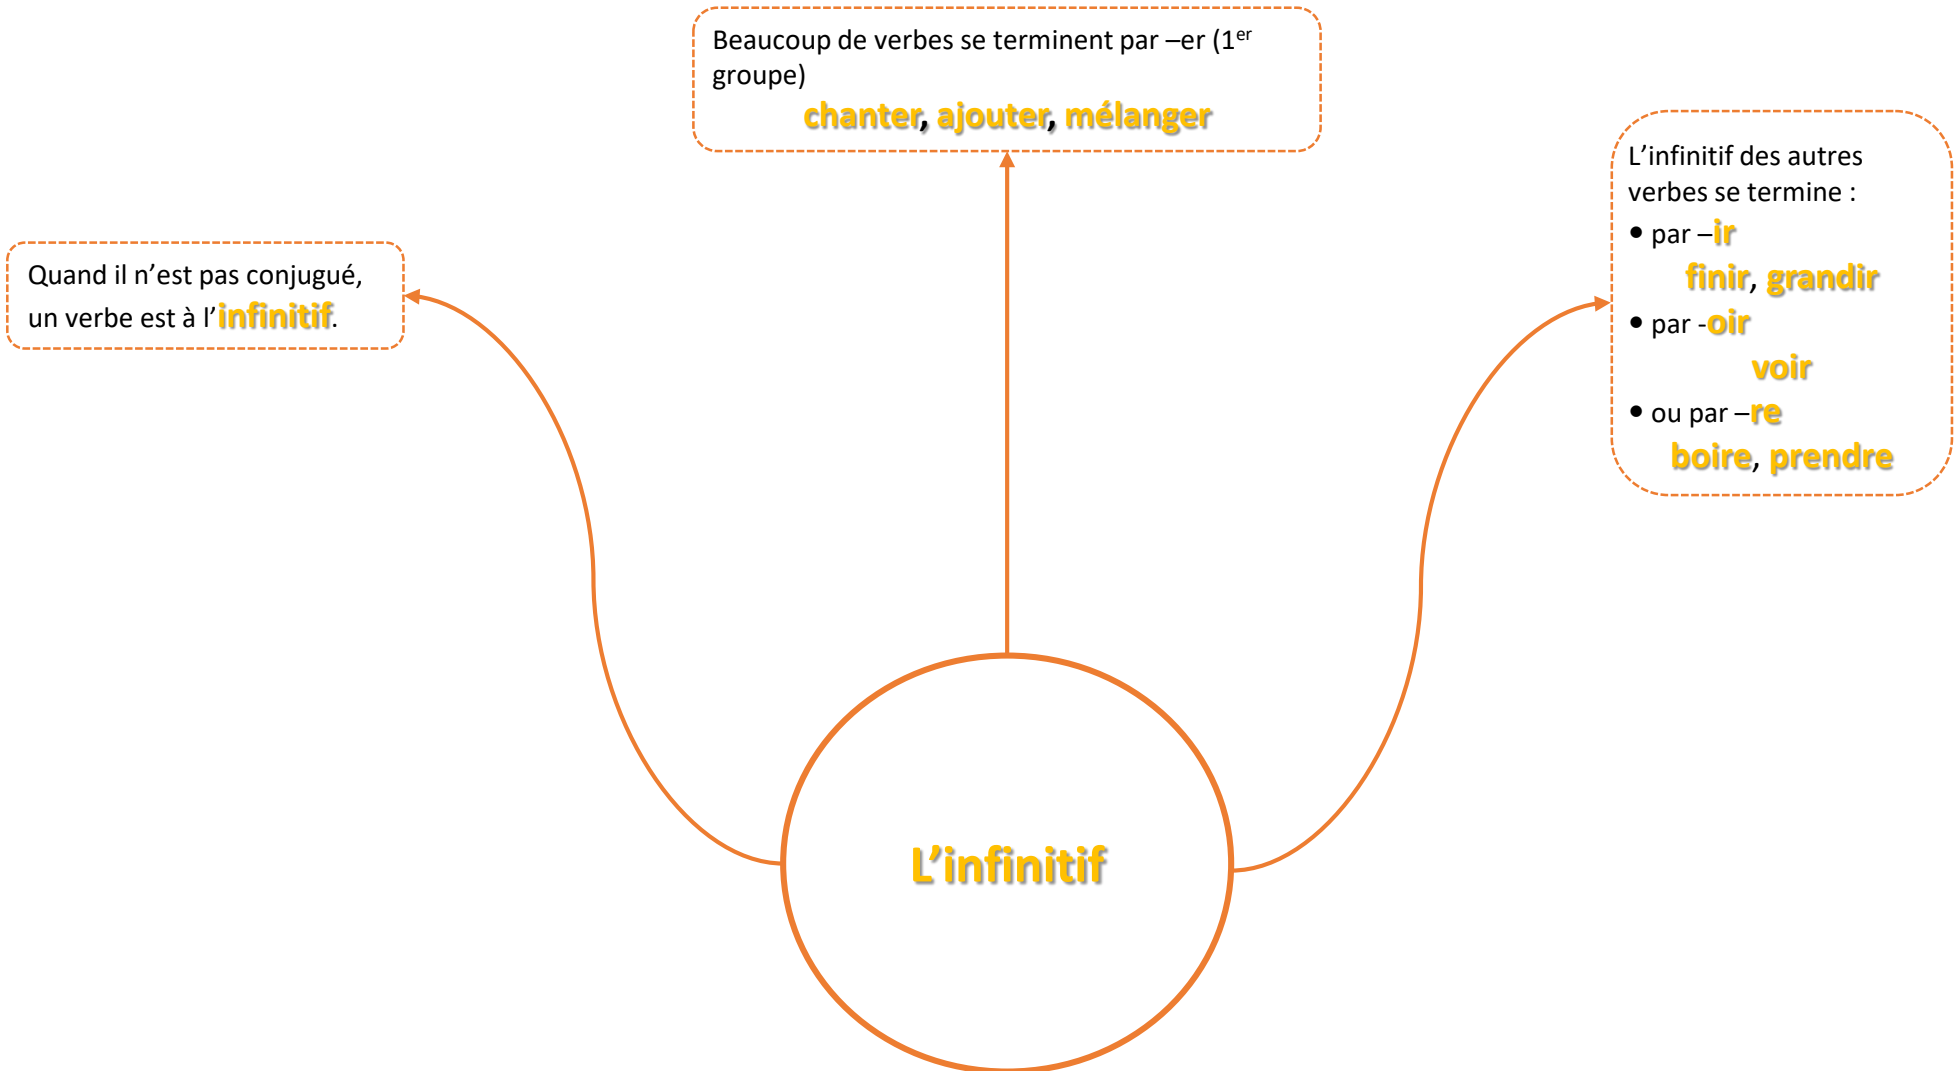 Beaucoup de verbes se terminent par –er (1er
groupe)
chanter, ajouter, mélanger
Quand il n’est pas conjugué,
un verbe est à l’infinitif.
L’infinitif des autres
verbes se termine :
• par –ir
finir, grandir
• par -oir
voir
• ou par –re
boire, prendre
L’infinitif